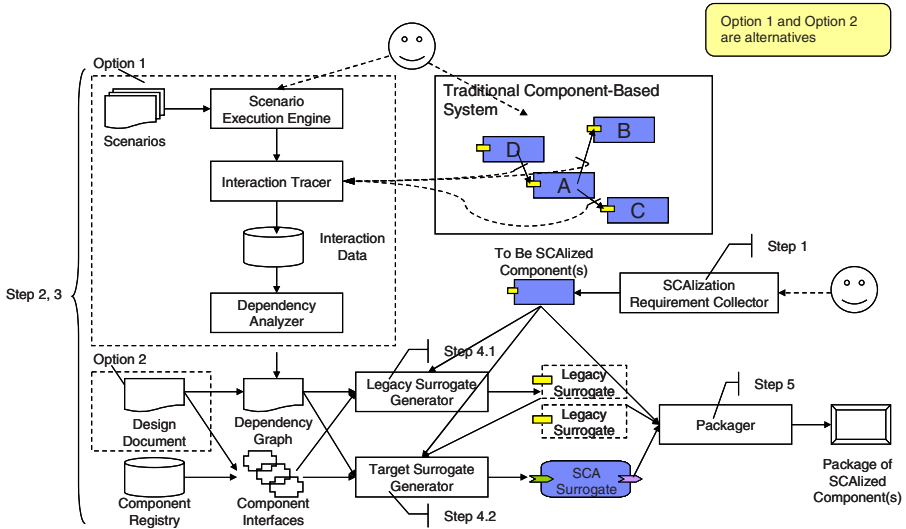 Option 1 and Option 2
are alternatives
Option 1
Scenarios
Scenario
Execution Engine
Traditional Component-Based
System
B
D
A
C
Interaction Tracer
Interaction
Data
Dependency
Analyzer
Step 2, 3
To Be SCAlized
Component(s)
Step 1
SCAlization
Requirement Collector
Option 2
Design
Document
Dependency
Graph
Step 4.1
Legacy Surrogate
Generator
Legacy
Surrogate
Legacy
Surrogate
Step 5
Packager
Package of
SCAlized
Component(s)
Component
Registry
Component
Interfaces
Target Surrogate
Generator
Step 4.2
SCA
Surrogate